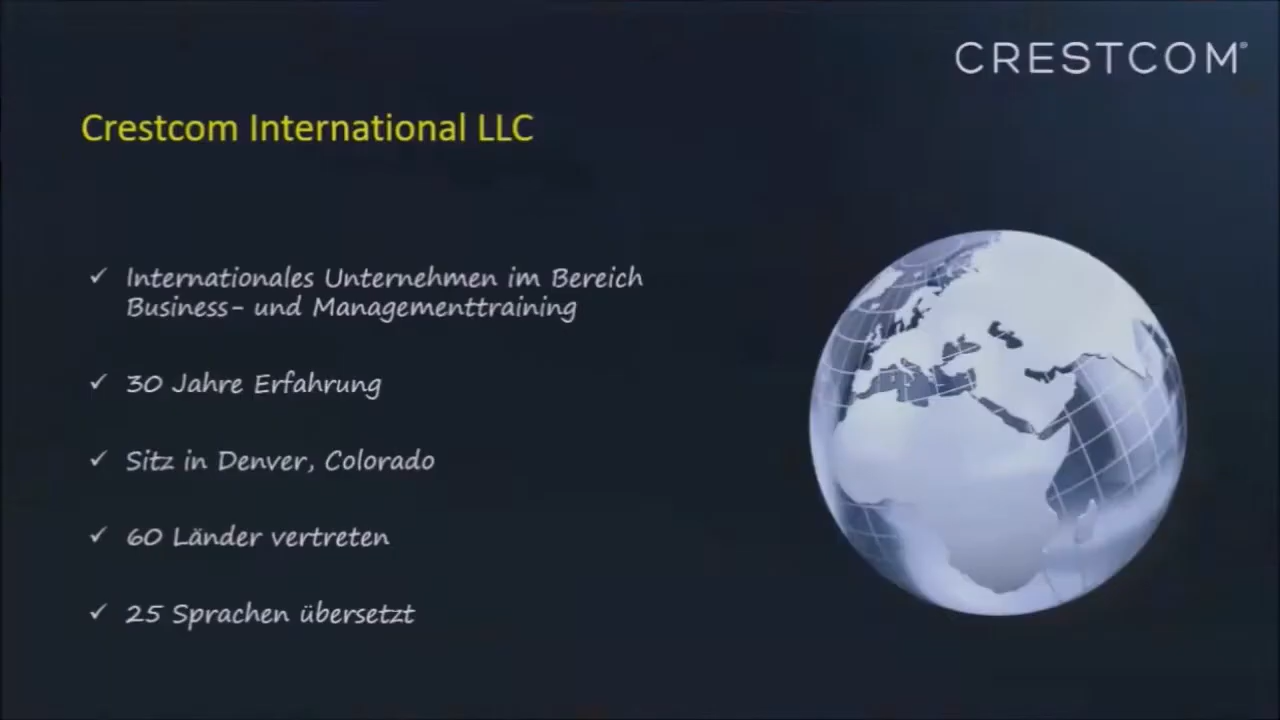 CRESTCOM®
Crestcom International LLC
✓ Internationales Unternehmen im Bereich
Business- und Managementtraining
✓ 30 Jahre Erfahrung
✓ Sitz in Denver, Colorado
✓ 60 Länder vertreten
✓ 25 Sprachen übersetzt